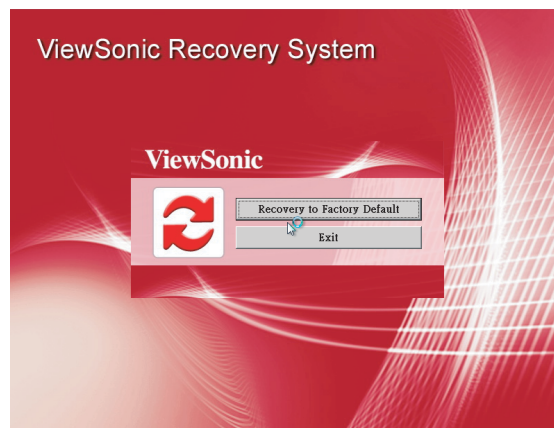 ViewSonic Recovery System
ViewSonic
Recovery to Factory Default
Exit